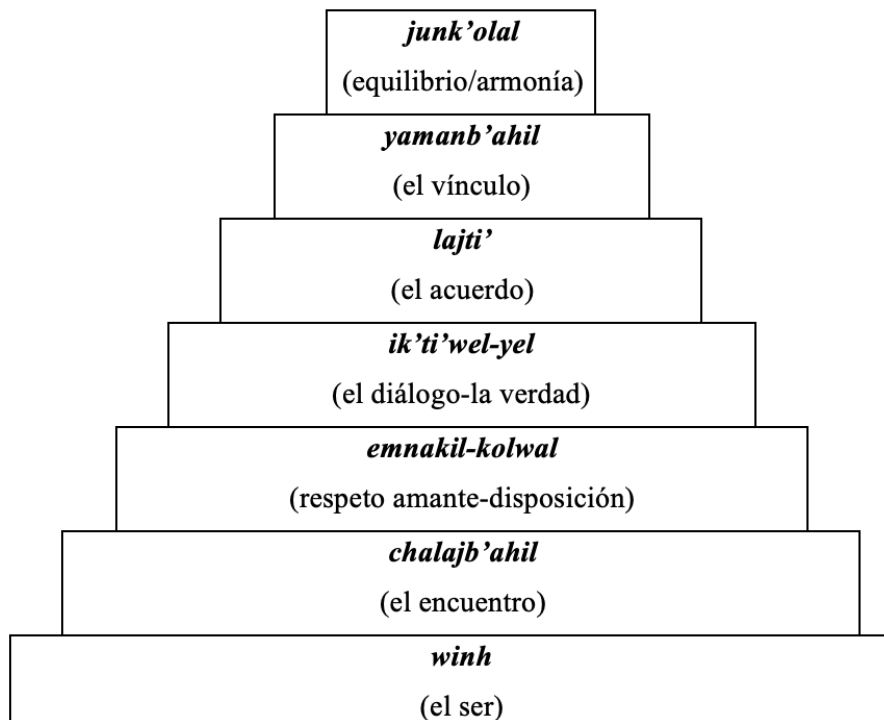 junk’olal
(equilibrio/armonía)
yamanb’ahil
(el vínculo)
lajti’
(el acuerdo)
ik’ti’wel-yel
(el diálogo-la verdad)
emnakil-kolwal
(respeto amante-disposición)
chalajb’ahil
(el encuentro)
winh
(el ser)